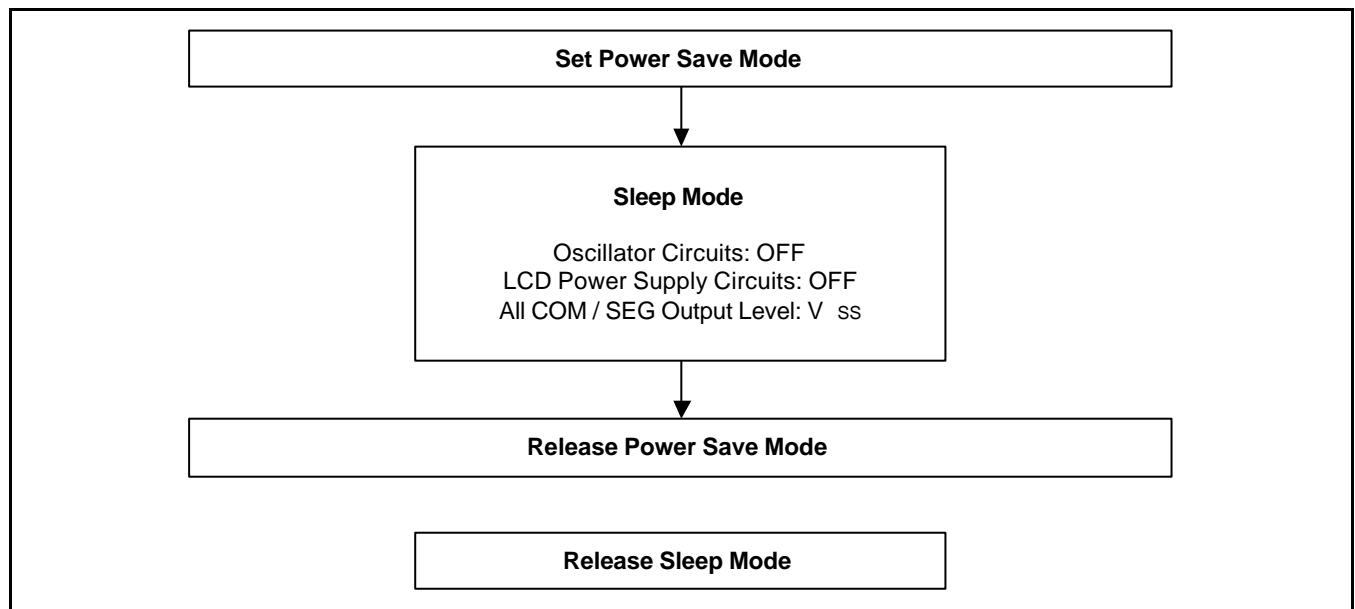 Set Power Save Mode
Sleep Mode
Oscillator Circuits: OFF
LCD Power Supply Circuits: OFF
All COM / SEG Output Level: V ss
Release Power Save Mode
Release Sleep Mode